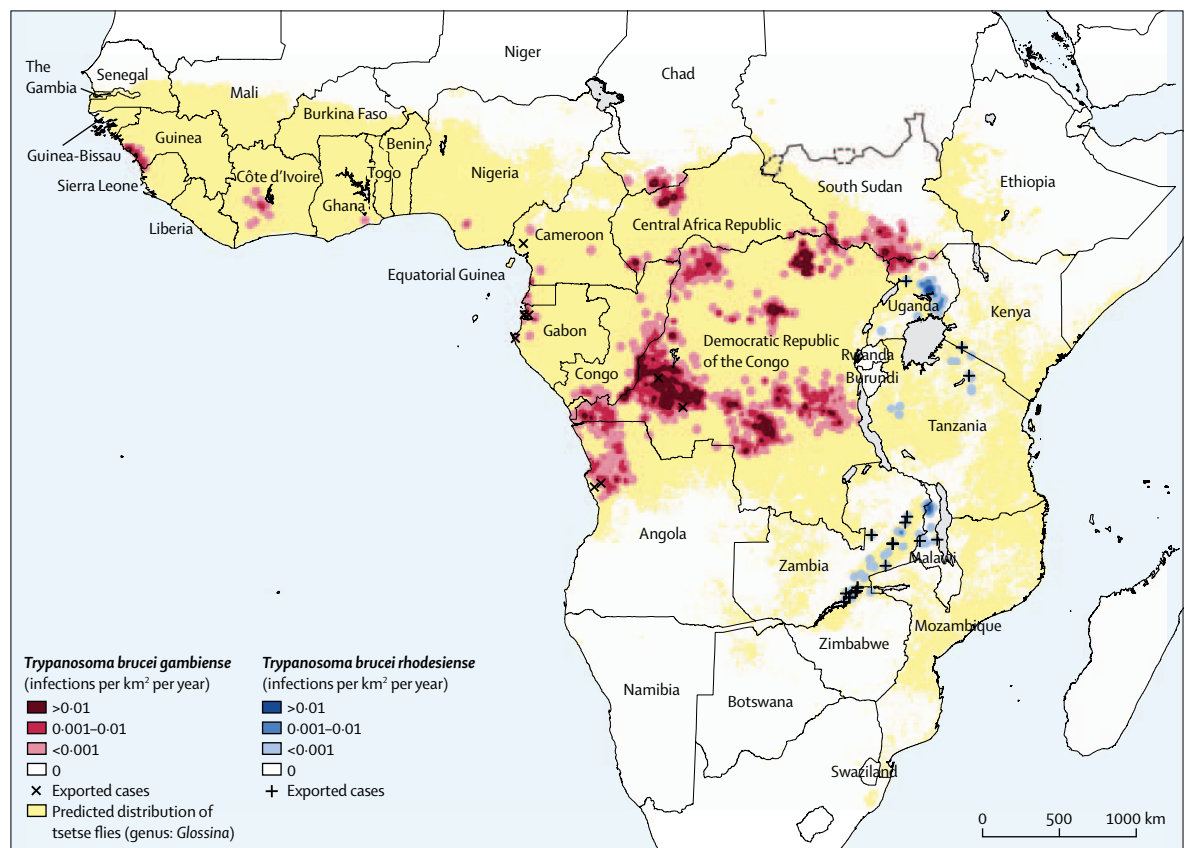 Niger
The
Gambia
Senegal
Chad
Mali
Burkina Faso
Guinea
Benin
Guinea-Bissau
Nigeria
Togo
Côte d'Ivoire
Ethiopia
South Sudan
Sierra Leone
Ghana
Central Africa Republic
Liberia
Cameroon
Equatorial Guinea
Uganda
Kenya
Gabon
Democratic Republic
of the Congo
Rwanda
Congo
Burundi
Tanzania
Angola
Malawi
Zambia
Mozambique
Zimbabwe
Namibia
Botswana
Swaziland
Trypanosoma brucei gambiense
(infections per km² per year)
>0·01
0·001–0·01
<0·001
0
Exported cases
Predicted distribution of
tsetse flies (genus: Glossina)
Trypanosoma brucei rhodesiense
(infections per km² per year)
>0·01
0·001–0·01
<0·001
0
Exported cases
0 500 1000 km